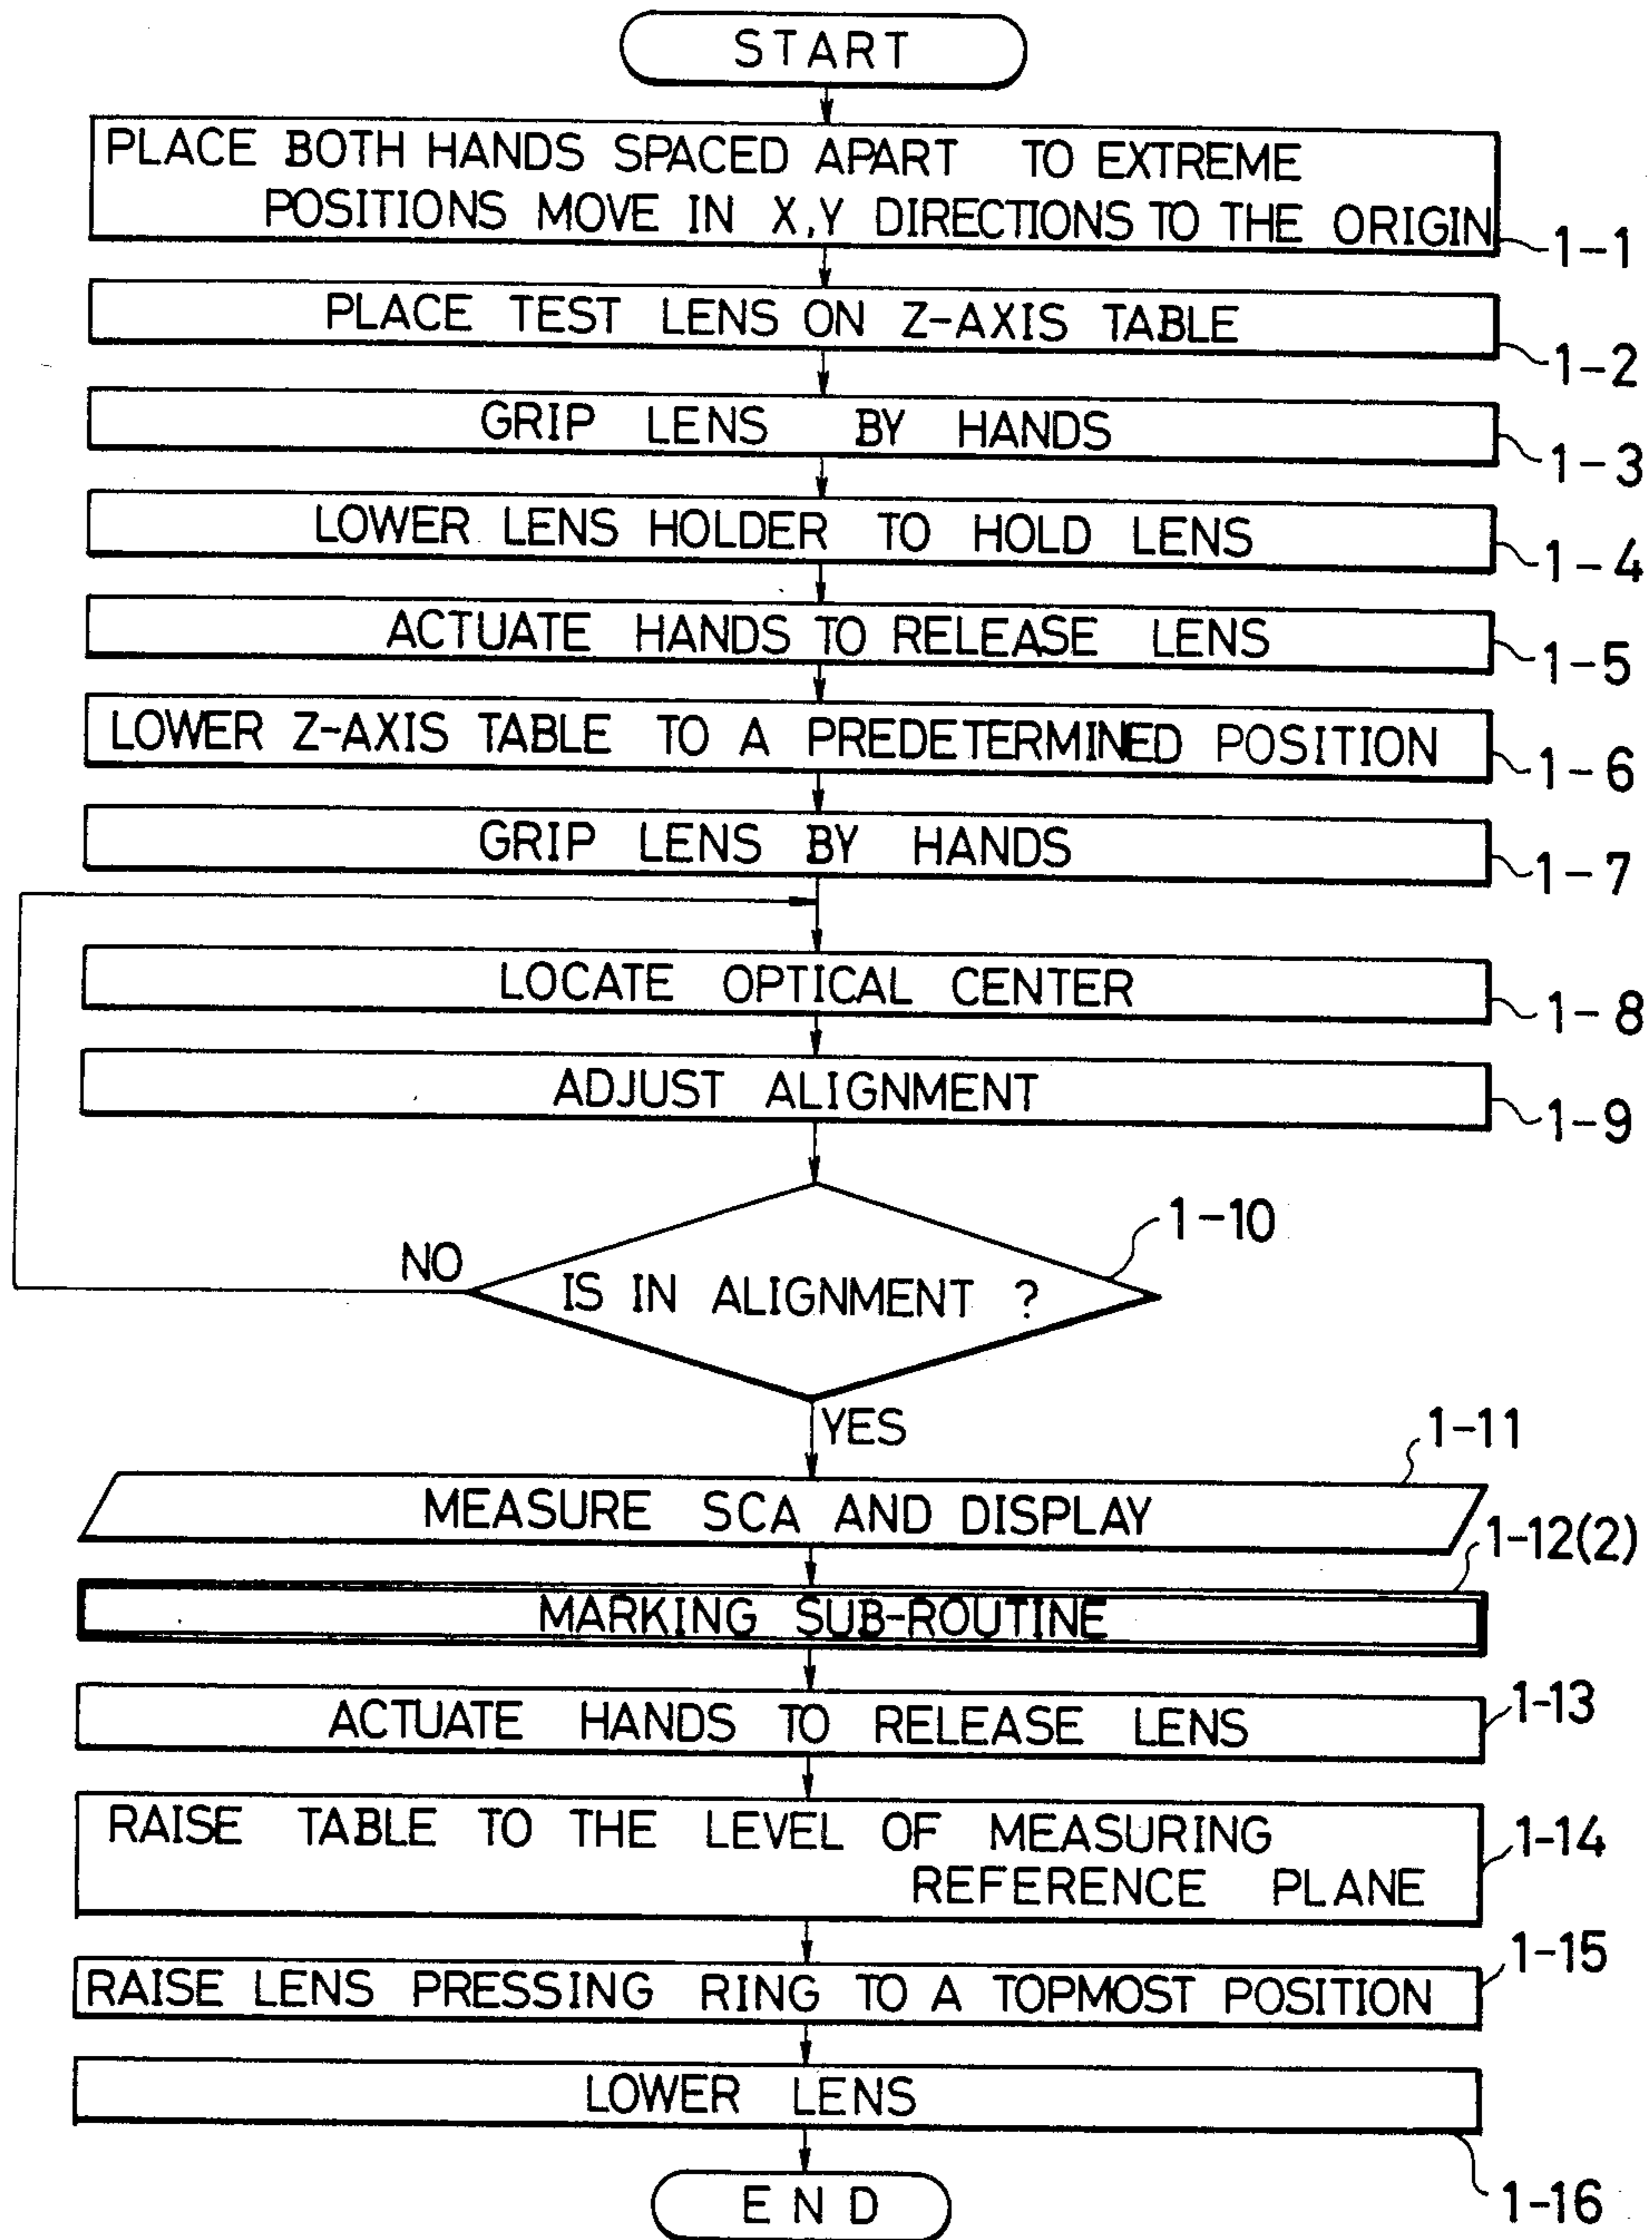 START
PLACE BOTH HANDS SPACED APART TO EXTREME
POSITIONS MOVE IN X,Y DIRECTIONS TO THE ORIGIN
1-1
PLACE TEST LENS ON Z-AXIS TABLE
1-2
GRIP LENS BY HANDS
1-3
LOWER LENS HOLDER TO HOLD LENS
1-4
ACTUATE HANDS TO RELEASE LENS
1-5
LOWER Z-AXIS TABLE TO A PREDETERMINED POSITION
1-6
GRIP LENS BY HANDS
1-7
LOCATE OPTICAL CENTER
1-8
ADJUST ALIGNMENT
1-9
1-10
NO
IS IN ALIGNMENT ?
YES
1-11
MEASURE SCA AND DISPLAY
1-12(2)
MARKING SUB-ROUTINE
1-13
ACTUATE HANDS TO RELEASE LENS
RAISE TABLE TO THE LEVEL OF MEASURING
REFERENCE PLANE
1-14
1-15
RAISE LENS PRESSING RING TO A TOPMOST POSITION
LOWER LENS
1-16
END